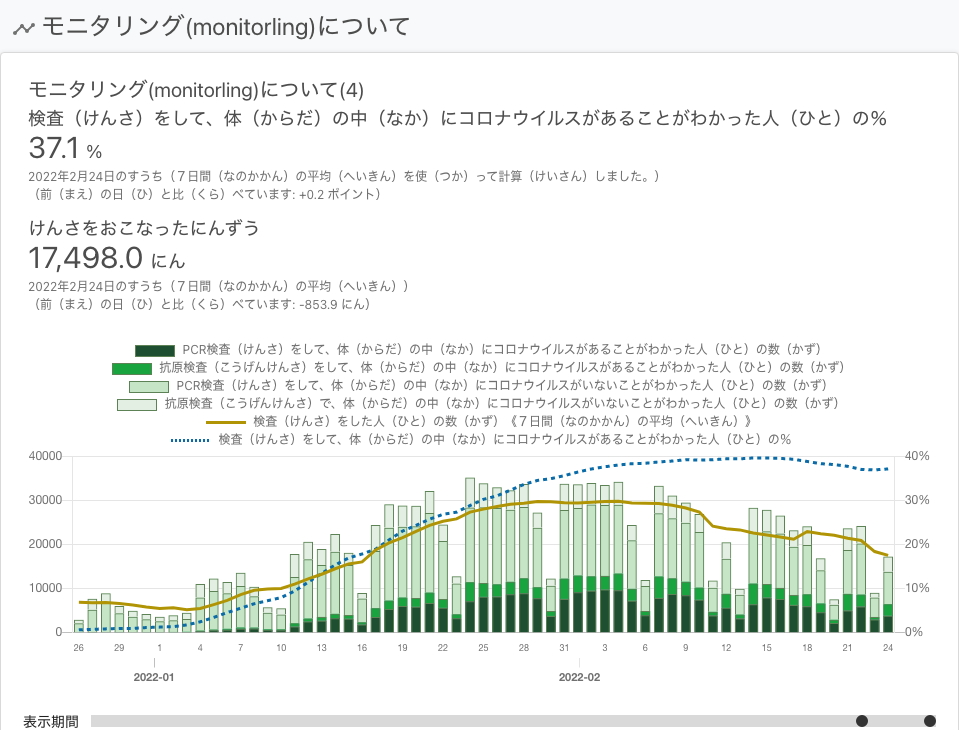 モニタリング(monitorling)について
モニタリング(monitorling)について(4)
検査（けんさ）をして、体（からだ）の中（なか）にコロナウイルスがあることがわかった人（ひと）の%
37.1 %
2022年2月24日のすうち（７日間（なのかかん）の平均（へいきん）を使（つか）って計算（けいさん）しました。）
（前（まえ）の日（ひ）と比（くら）べています: +0.2 ポイント）
けんさをおこなったにんずう
17,498.0 にん
2022年2月24日のすうち（７日間（なのかかん）の平均（へいきん））
（前（まえ）の日（ひ）と比（くら）べています: -853.9 にん）
PCR検査（けんさ）をして、体（からだ）の中（なか）にコロナウイルスがあることがわかった人（ひと）の数（かず）
抗原検査（こうげんけんさ）をして、体（からだ）の中（なか）にコロナウイルスがあることがわかった人（ひと）の数（かず）
PCR検査（けんさ）をして、体（からだ）の中（なか）にコロナウイルスがいないことがわかった人（ひと）の数（かず）
抗原検査（こうげんけんさ）で、体（からだ）の中（なか）にコロナウイルスがいないことがわかった人（ひと）の数（かず）
検査（けんさ）をした人（ひと）の数（かず）《７日間（なのかかん）の平均（へいきん）》
検査（けんさ）をして、体（からだ）の中（なか）にコロナウイルスがあることがわかった人（ひと）の%
40000 40%
30000 30%
20000 20%
10000 10%
0 0%
26 29 1 4 7 10 13 16 19 22 25 28 31 3 6 9 12 15 18 21 24
2022-01 2022-02
表示期間